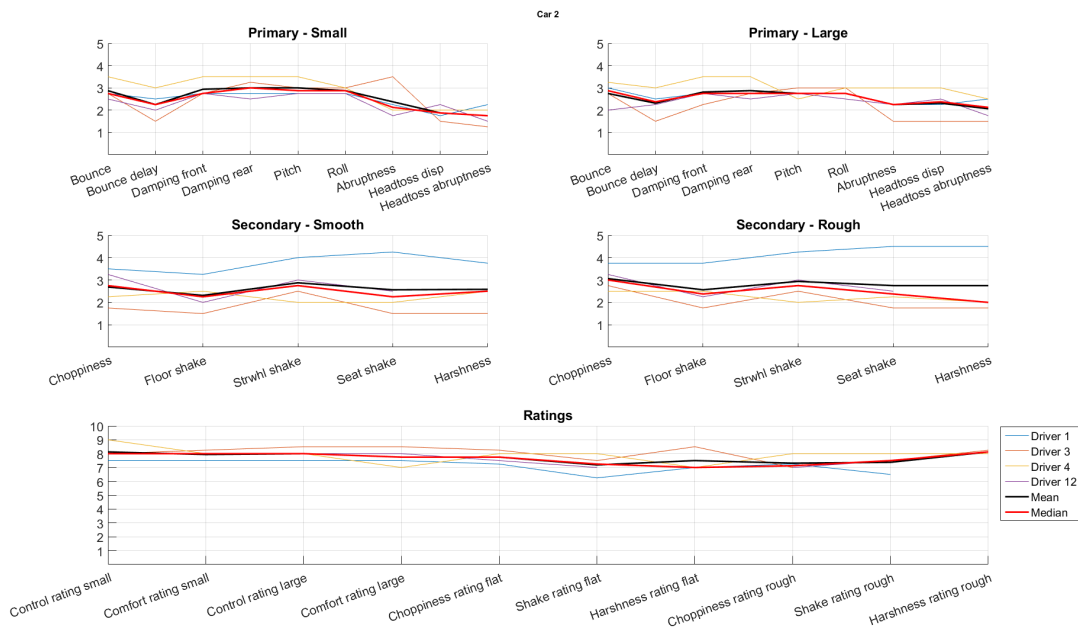 Car 2
Primary - Small
5
4
3
2
1
Bounce
Bounce delay
Damping front
Damping rear
Pitch
Roll
Abruptness
Headtoss disp
Headtoss abruptness
Primary - Large
5
4
3
2
1
Bounce
Bounce delay
Damping front
Damping rear
Pitch
Roll
Abruptness
Headtoss disp
Headtoss abruptness
Secondary - Smooth
5
4
3
2
1
Choppiness
Floor shake
Strwhl shake
Seat shake
Harshness
Secondary - Rough
5
4
3
2
1
Choppiness
Floor shake
Strwhl shake
Seat shake
Harshness
Ratings
10
9
8
7
6
5
4
3
2
1
Control rating small
Comfort rating small
Control rating large
Comfort rating large
Choppiness rating flat
Shake rating flat
Harshness rating flat
Choppiness rating rough
Shake rating rough
Harshness rating rough
Driver 1
Driver 3
Driver 4
Driver 12
Mean
Median